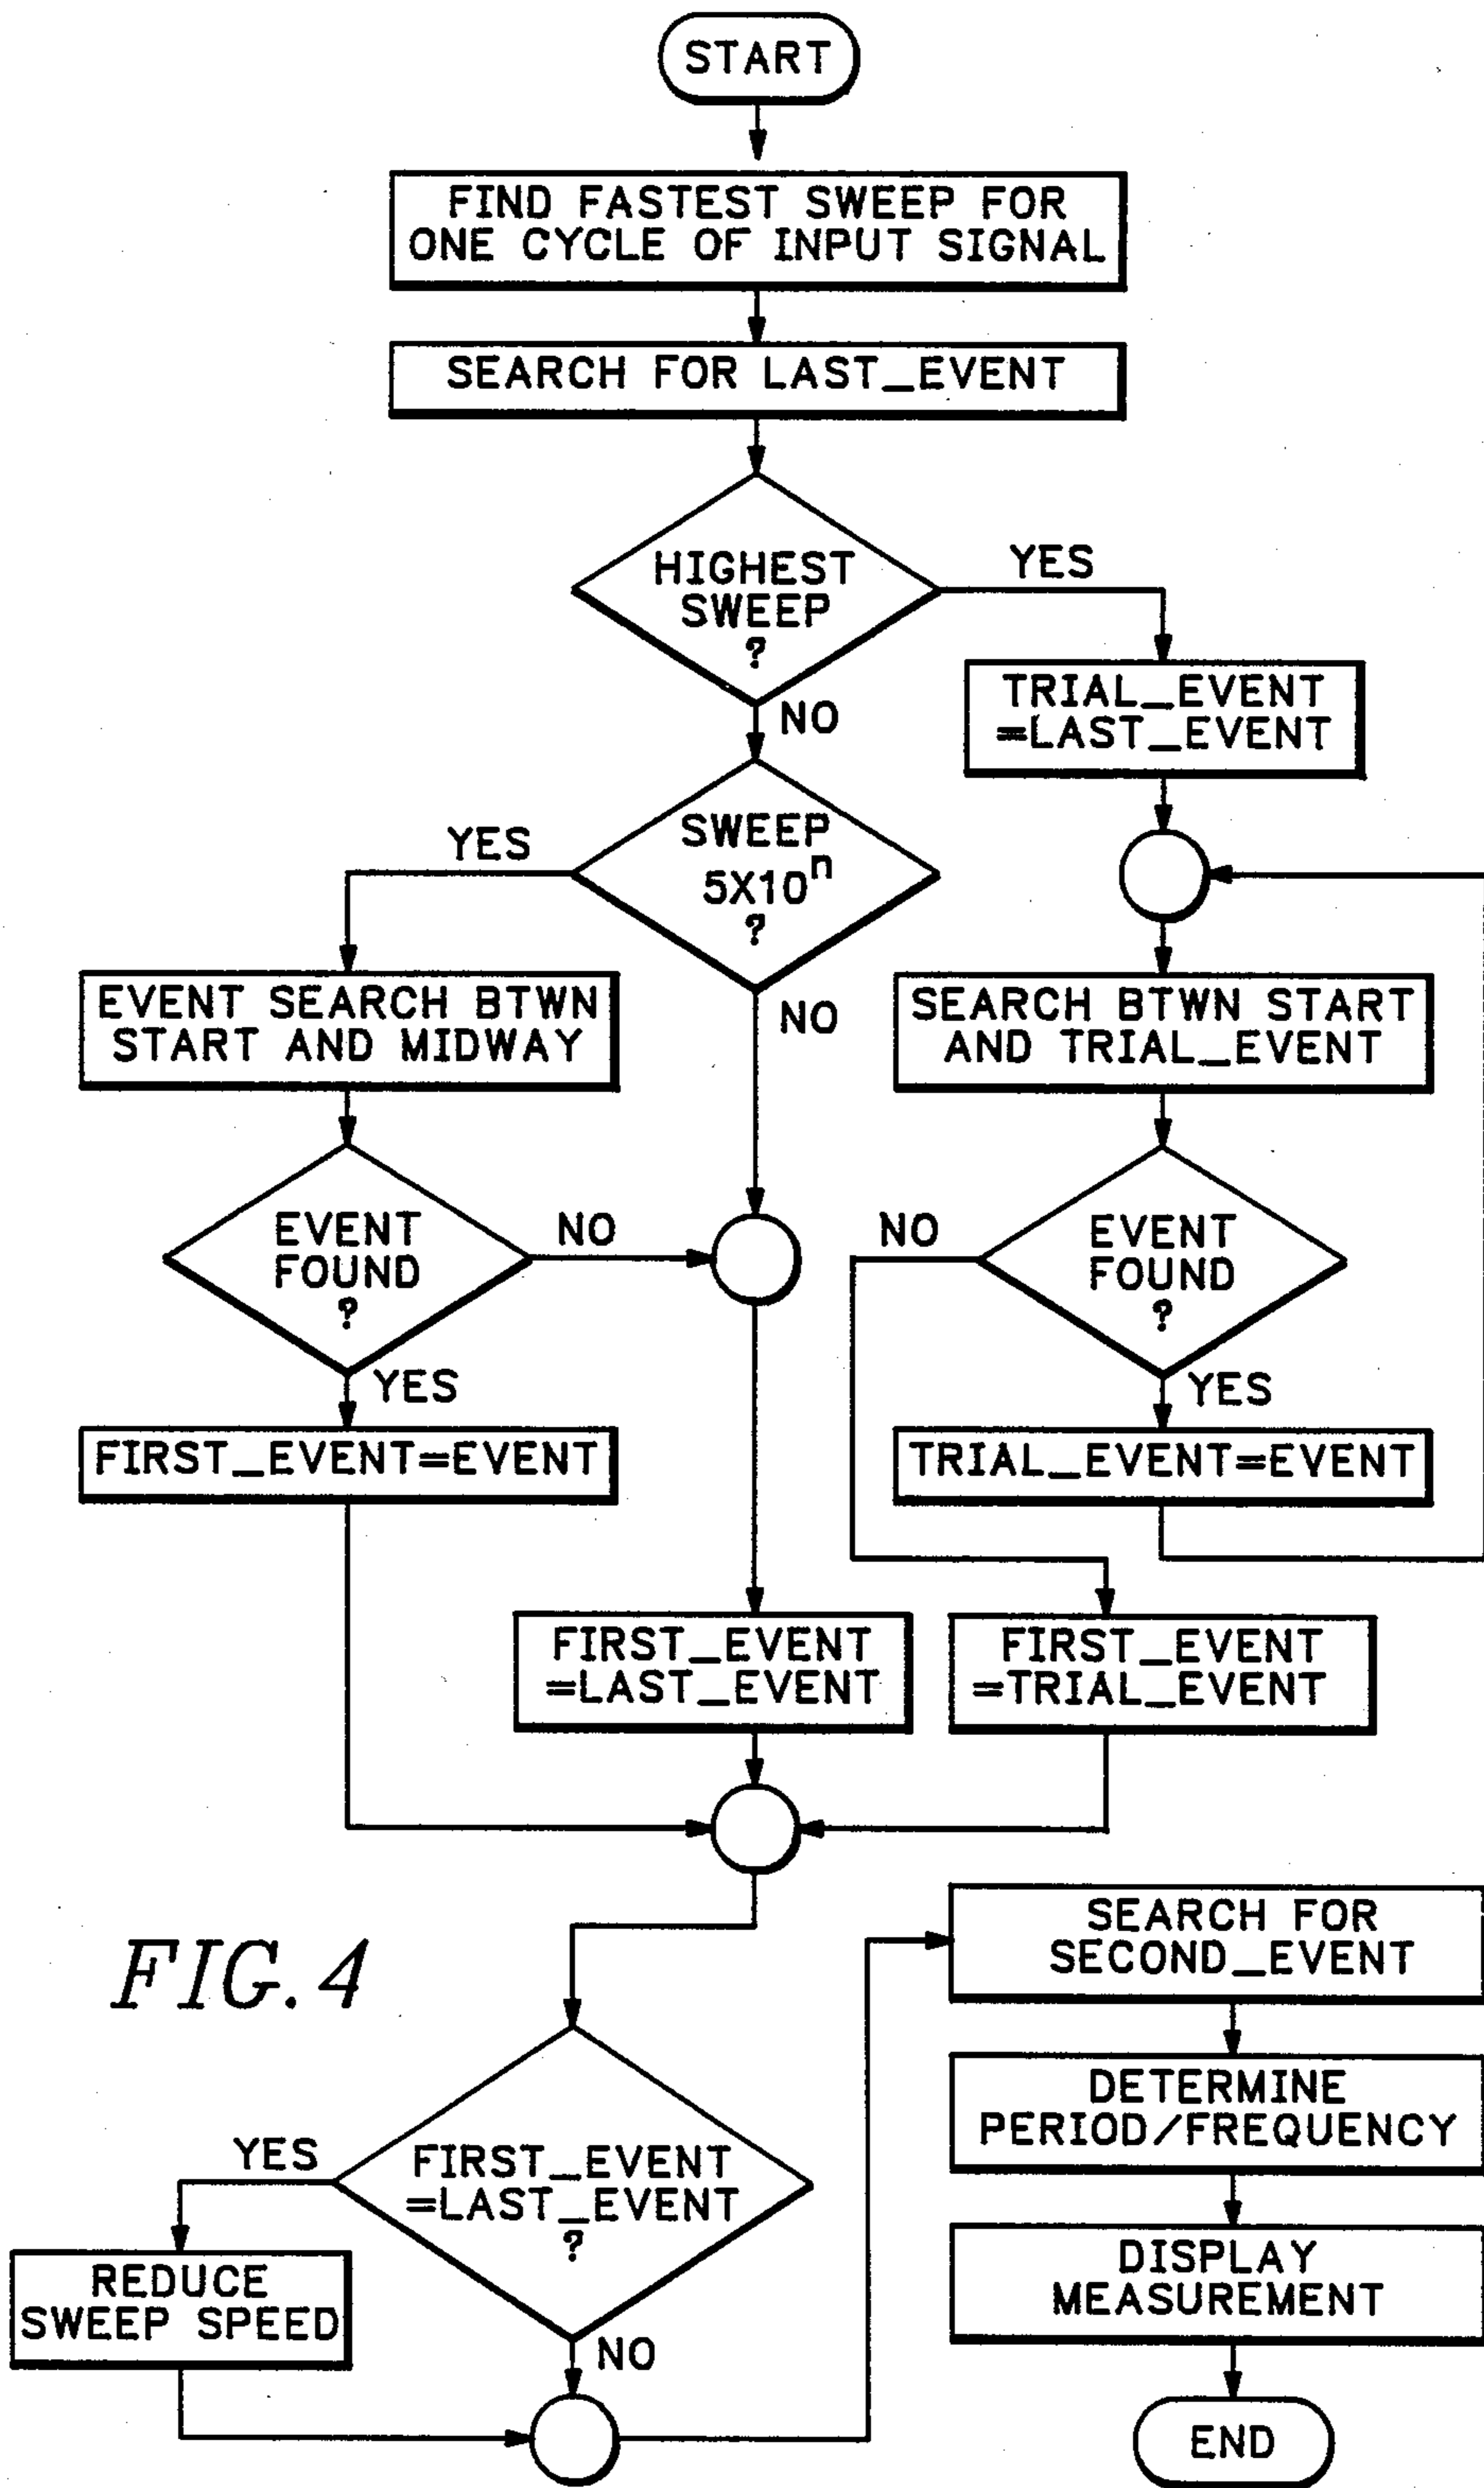 START
FIND FASTEST SWEEP FOR
ONE CYCLE OF INPUT SIGNAL
SEARCH FOR LAST_EVENT
HIGHEST
SWEEP
?
YES
NO
TRIAL_EVENT
=LAST_EVENT
SWEEP
5X10ⁿ
?
YES
NO
EVENT SEARCH BTWN
START AND MIDWAY
SEARCH BTWN START
AND TRIAL_EVENT
EVENT
FOUND
?
NO
YES
EVENT
FOUND
?
NO
YES
FIRST_EVENT=EVENT
TRIAL_EVENT=EVENT
FIRST_EVENT
=LAST_EVENT
FIRST_EVENT
=TRIAL_EVENT
FIG. 4
FIRST_EVENT
=LAST_EVENT
?
YES
NO
REDUCE
SWEEP SPEED
SEARCH FOR
SECOND_EVENT
DETERMINE
PERIOD/FREQUENCY
DISPLAY
MEASUREMENT
END